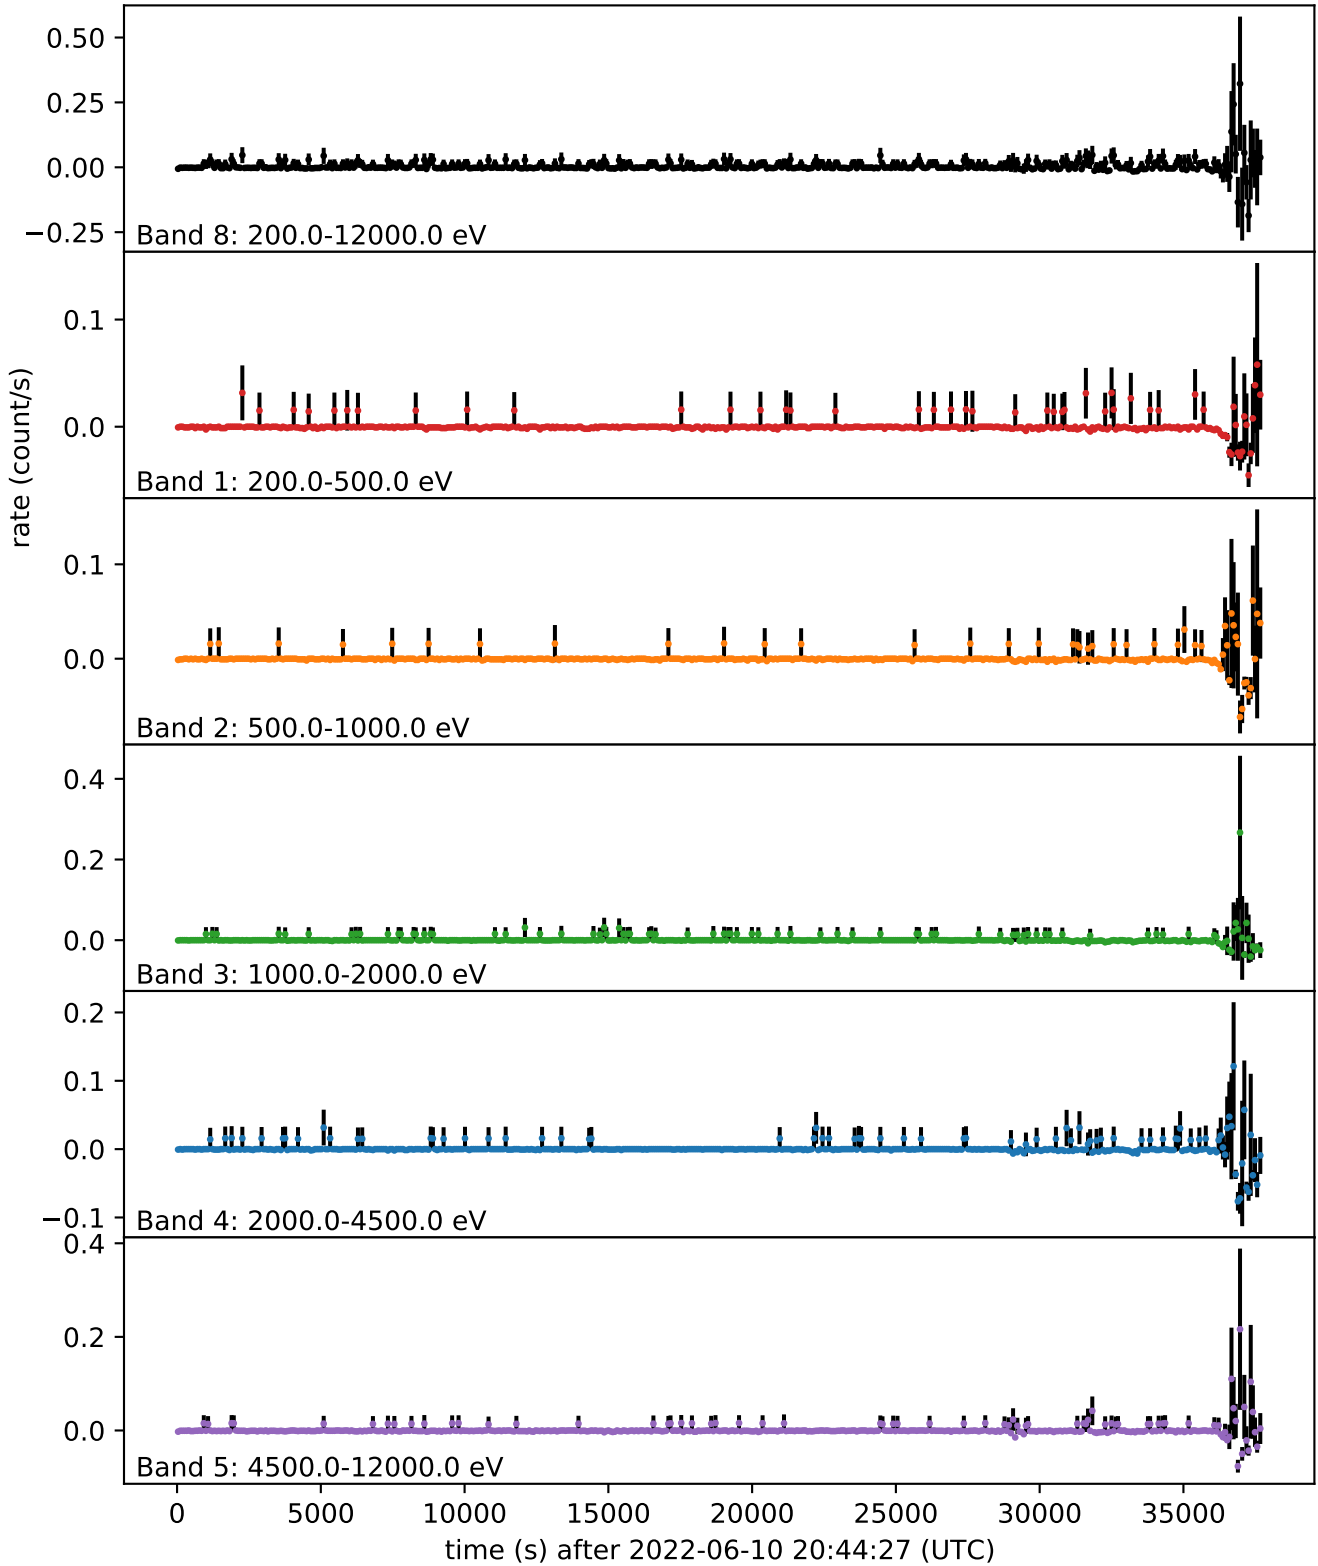 rate (count/s)
0.50
0.25
0.00
−0.25
Band 8: 200.0-12000.0 eV
0.1
0.0
Band 1: 200.0-500.0 eV
0.1
0.0
Band 2: 500.0-1000.0 eV
0.4
0.2
0.0
Band 3: 1000.0-2000.0 eV
0.2
0.1
0.0
−0.1
Band 4: 2000.0-4500.0 eV
0.4
0.2
0.0
Band 5: 4500.0-12000.0 eV
0 5000 10000 15000 20000 25000 30000 35000
time (s) after 2022-06-10 20:44:27 (UTC)